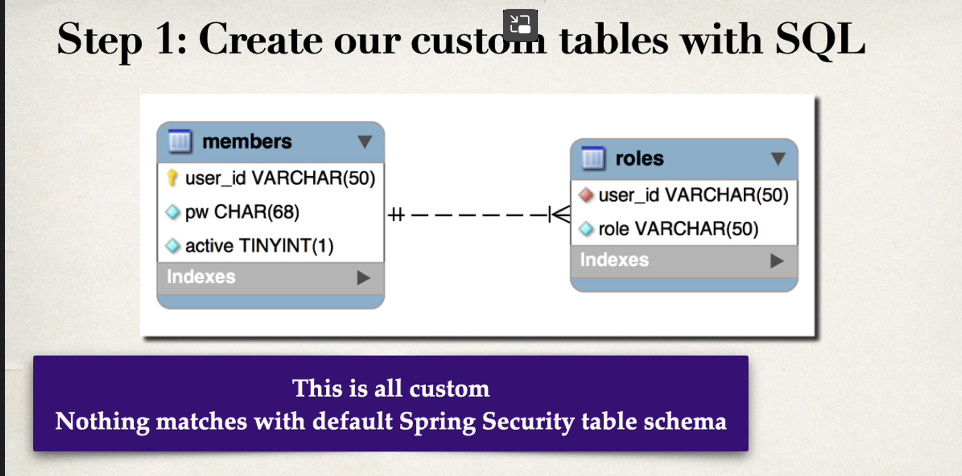 Step 1: Create our custom tables with SQL
members
user_id VARCHAR(50)
pw CHAR(68)
active TINYINT(1)
Indexes
roles
user_id VARCHAR(50)
role VARCHAR(50)
Indexes
This is all custom
Nothing matches with default Spring Security table schema